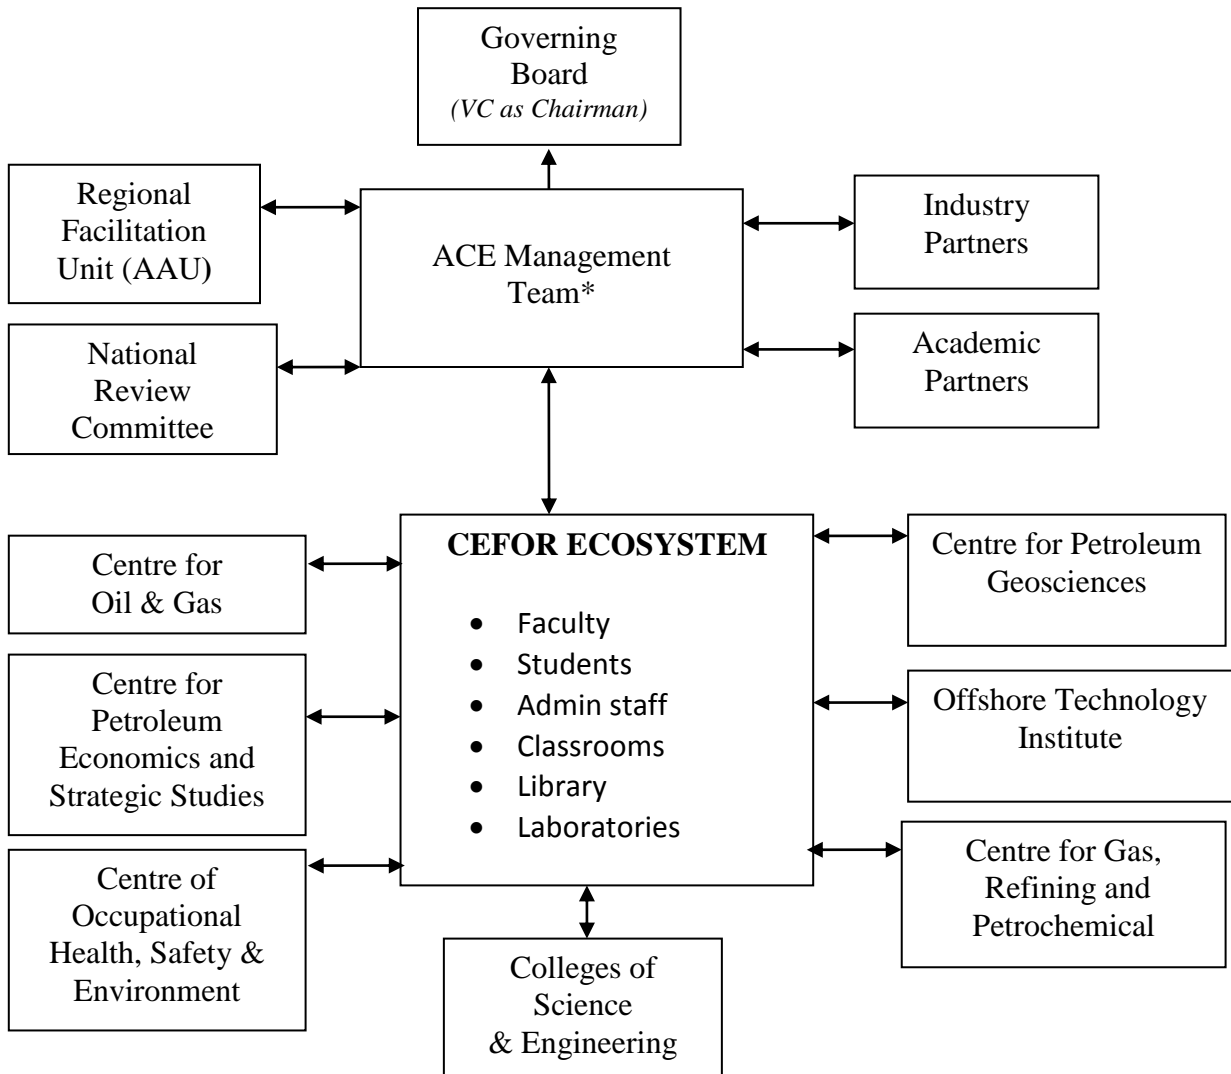 Governing
Board
(VC as Chairman)
Regional
Facilitation
Unit (AAU)
ACE Management
Team*
Industry
Partners
National
Review
Committee
Academic
Partners
CEFOR ECOSYSTEM
• Faculty
• Students
• Admin staff
• Classrooms
• Library
• Laboratories
Centre for
Oil & Gas
Centre for Petroleum
Geosciences
Centre for
Petroleum
Economics and
Strategic Studies
Offshore Technology
Institute
Centre of
Occupational
Health, Safety &
Environment
Centre for Gas,
Refining and
Petrochemical
Colleges of
Science
& Engineering